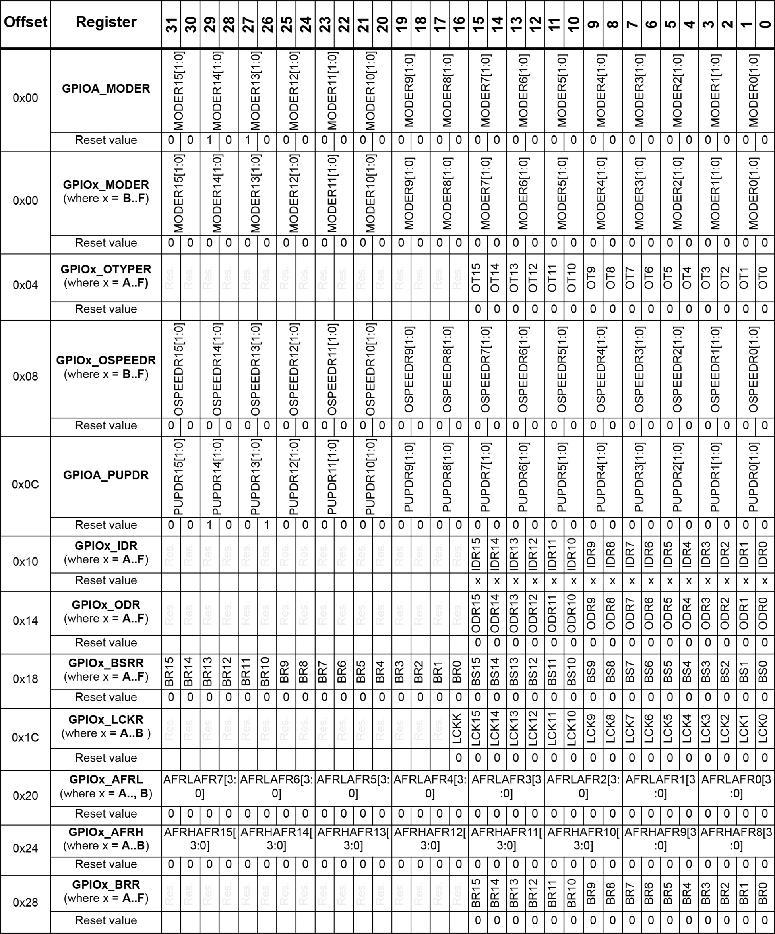 Offset Register 31 30 29 28 27 26 25 24 23 22 21 20 19 18 17 16 15 14 13 12 11 10 9 8 7 6 5 4 3 2 1 0
0x00 GPIOA_MODER MODER15[1:0] MODER14[1:0] MODER13[1:0] MODER12[1:0] MODER11[1:0] MODER10[1:0] MODER9[1:0] MODER8[1:0] MODER7[1:0] MODER6[1:0] MODER5[1:0] MODER4[1:0] MODER3[1:0] MODER2[1:0] MODER1[1:0] MODER0[1:0]
Reset value 0 0 1 0 1 0 0 0 0 0 0 0 0 0 0 0 0 0 0 0 0 0 0 0 0 0 0 0 0 0 0 0
0x00 GPIOx_MODER MODER15[1:0] MODER14[1:0] MODER13[1:0] MODER12[1:0] MODER11[1:0] MODER10[1:0] MODER9[1:0] MODER8[1:0] MODER7[1:0] MODER6[1:0] MODER5[1:0] MODER4[1:0] MODER3[1:0] MODER2[1:0] MODER1[1:0] MODER0[1:0]
(where x = B..F)
Reset value 0 0 0 0 0 0 0 0 0 0 0 0 0 0 0 0 0 0 0 0 0 0 0 0 0 0 0 0 0 0 0 0
0x04 GPIOx_OTYPER Res. Res. Res. Res. Res. Res. Res. Res. Res. Res. Res. Res. Res. Res. Res. Res. OT15 OT14 OT13 OT12 OT11 OT10 OT9 OT8 OT7 OT6 OT5 OT4 OT3 OT2 OT1 OT0
(where x = A..F)
Reset value 0 0 0 0 0 0 0 0 0 0 0 0 0 0 0 0
0x08 GPIOx_OSPEEDR OSPEEDR15[1:0] OSPEEDR14[1:0] OSPEEDR13[1:0] OSPEEDR12[1:0] OSPEEDR11[1:0] OSPEEDR10[1:0] OSPEEDR9[1:0] OSPEEDR8[1:0] OSPEEDR7[1:0] OSPEEDR6[1:0] OSPEEDR5[1:0] OSPEEDR4[1:0] OSPEEDR3[1:0] OSPEEDR2[1:0] OSPEEDR1[1:0] OSPEEDR0[1:0]
(where x = B..F)
Reset value 0 0 0 0 0 0 0 0 0 0 0 0 0 0 0 0 0 0 0 0 0 0 0 0 0 0 0 0 0 0 0 0
0x0C GPIOA_PUPDR PUPDR15[1:0] PUPDR14[1:0] PUPDR13[1:0] PUPDR12[1:0] PUPDR11[1:0] PUPDR10[1:0] PUPDR9[1:0] PUPDR8[1:0] PUPDR7[1:0] PUPDR6[1:0] PUPDR5[1:0] PUPDR4[1:0] PUPDR3[1:0] PUPDR2[1:0] PUPDR1[1:0] PUPDR0[1:0]
Reset value 0 0 1 0 0 1 0 0 0 0 0 0 0 0 0 0 0 0 0 0 0 0 0 0 0 0 0 0 0 0 0 0
0x10 GPIOx_IDR Res. Res. Res. Res. Res. Res. Res. Res. Res. Res. Res. Res. Res. Res. Res. Res. IDR15 IDR14 IDR13 IDR12 IDR11 IDR10 IDR9 IDR8 IDR7 IDR6 IDR5 IDR4 IDR3 IDR2 IDR1 IDR0
(where x = A..F)
Reset value x x x x x x x x x x x x x x x x
0x14 GPIOx_ODR Res. Res. Res. Res. Res. Res. Res. Res. Res. Res. Res. Res. Res. Res. Res. Res. ODR15 ODR14 ODR13 ODR12 ODR11 ODR10 ODR9 ODR8 ODR7 ODR6 ODR5 ODR4 ODR3 ODR2 ODR1 ODR0
(where x = A..F)
Reset value 0 0 0 0 0 0 0 0 0 0 0 0 0 0 0 0
0x18 GPIOx_BSRR BR15 BR14 BR13 BR12 BR11 BR10 BR9 BR8 BR7 BR6 BR5 BR4 BR3 BR2 BR1 BR0 BS15 BS14 BS13 BS12 BS11 BS10 BS9 BS8 BS7 BS6 BS5 BS4 BS3 BS2 BS1 BS0
(where x = A..F)
Reset value 0 0 0 0 0 0 0 0 0 0 0 0 0 0 0 0 0 0 0 0 0 0 0 0 0 0 0 0 0 0 0 0
0x1C GPIOx_LCKR Res. Res. Res. Res. Res. Res. Res. Res. Res. Res. Res. Res. Res. Res. Res. LCKK LCK15 LCK14 LCK13 LCK12 LCK11 LCK10 LCK9 LCK8 LCK7 LCK6 LCK5 LCK4 LCK3 LCK2 LCK1 LCK0
(where x = A..B )
Reset value 0 0 0 0 0 0 0 0 0 0 0 0 0 0 0 0 0
0x20 GPIOx_AFRL AFRLAFR7[3:0] AFRLAFR6[3:0] AFRLAFR5[3:0] AFRLAFR4[3:0] AFRLAFR3[3:0] AFRLAFR2[3:0] AFRLAFR1[3:0] AFRLAFR0[3:0]
(where x = A.., B)
Reset value 0 0 0 0 0 0 0 0 0 0 0 0 0 0 0 0 0 0 0 0 0 0 0 0 0 0 0 0 0 0 0 0
0x24 GPIOx_AFRH AFRHAFR15[3:0] AFRHAFR14[3:0] AFRHAFR13[3:0] AFRHAFR12[3:0] AFRHAFR11[3:0] AFRHAFR10[3:0] AFRHAFR9[3:0] AFRHAFR8[3:0]
(where x = A..B)
Reset value 0 0 0 0 0 0 0 0 0 0 0 0 0 0 0 0 0 0 0 0 0 0 0 0 0 0 0 0 0 0 0 0
0x28 GPIOx_BRR Res. Res. Res. Res. Res. Res. Res. Res. Res. Res. Res. Res. Res. Res. Res. Res. BR15 BR14 BR13 BR12 BR11 BR10 BR9 BR8 BR7 BR6 BR5 BR4 BR3 BR2 BR1 BR0
(where x = A..F)
Reset value 0 0 0 0 0 0 0 0 0 0 0 0 0 0 0 0